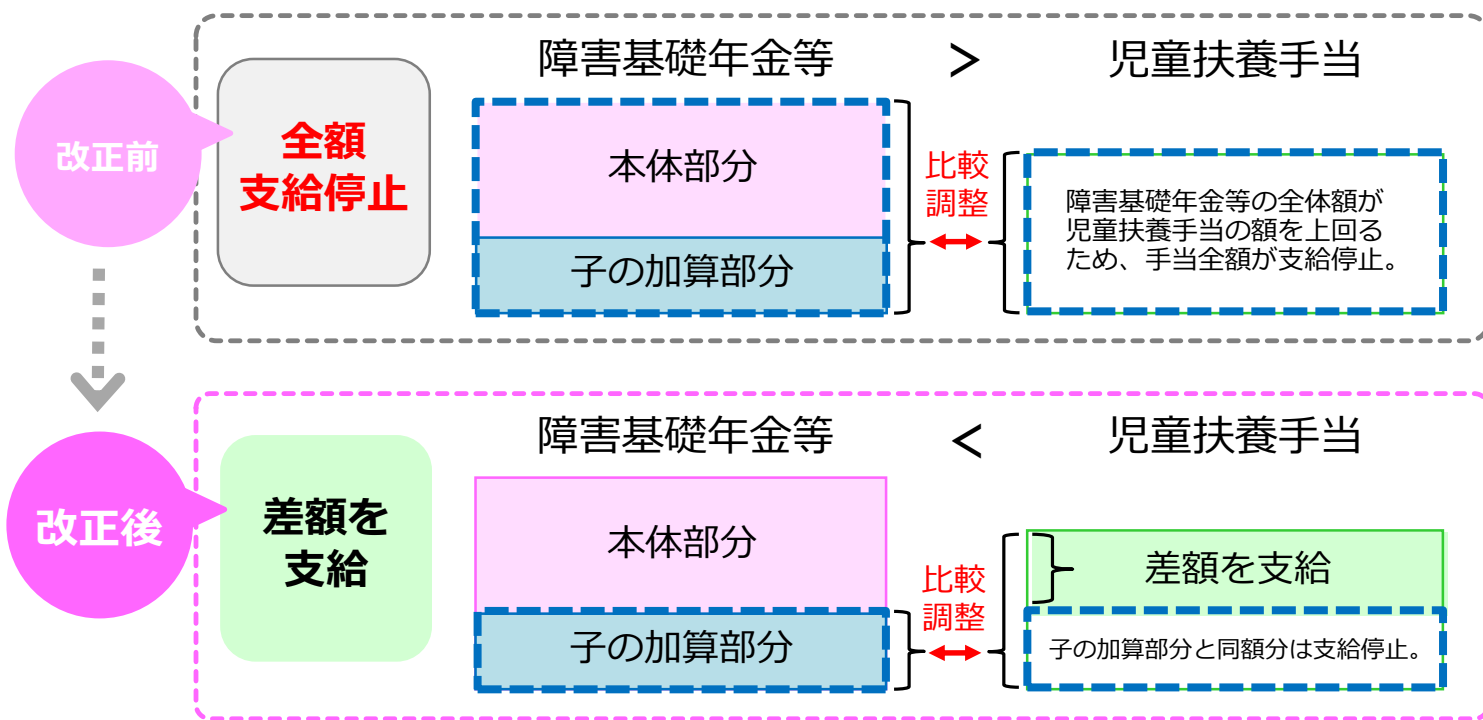 改正前
全額
支給停止
障害基礎年金等
>
児童扶養手当
本体部分
子の加算部分
比較
調整
障害基礎年金等の全体額が
児童扶養手当の額を上回る
ため、手当全額が支給停止。
改正後
差額を
支給
障害基礎年金等
<
児童扶養手当
本体部分
子の加算部分
比較
調整
差額を支給
子の加算部分と同額分は支給停止。